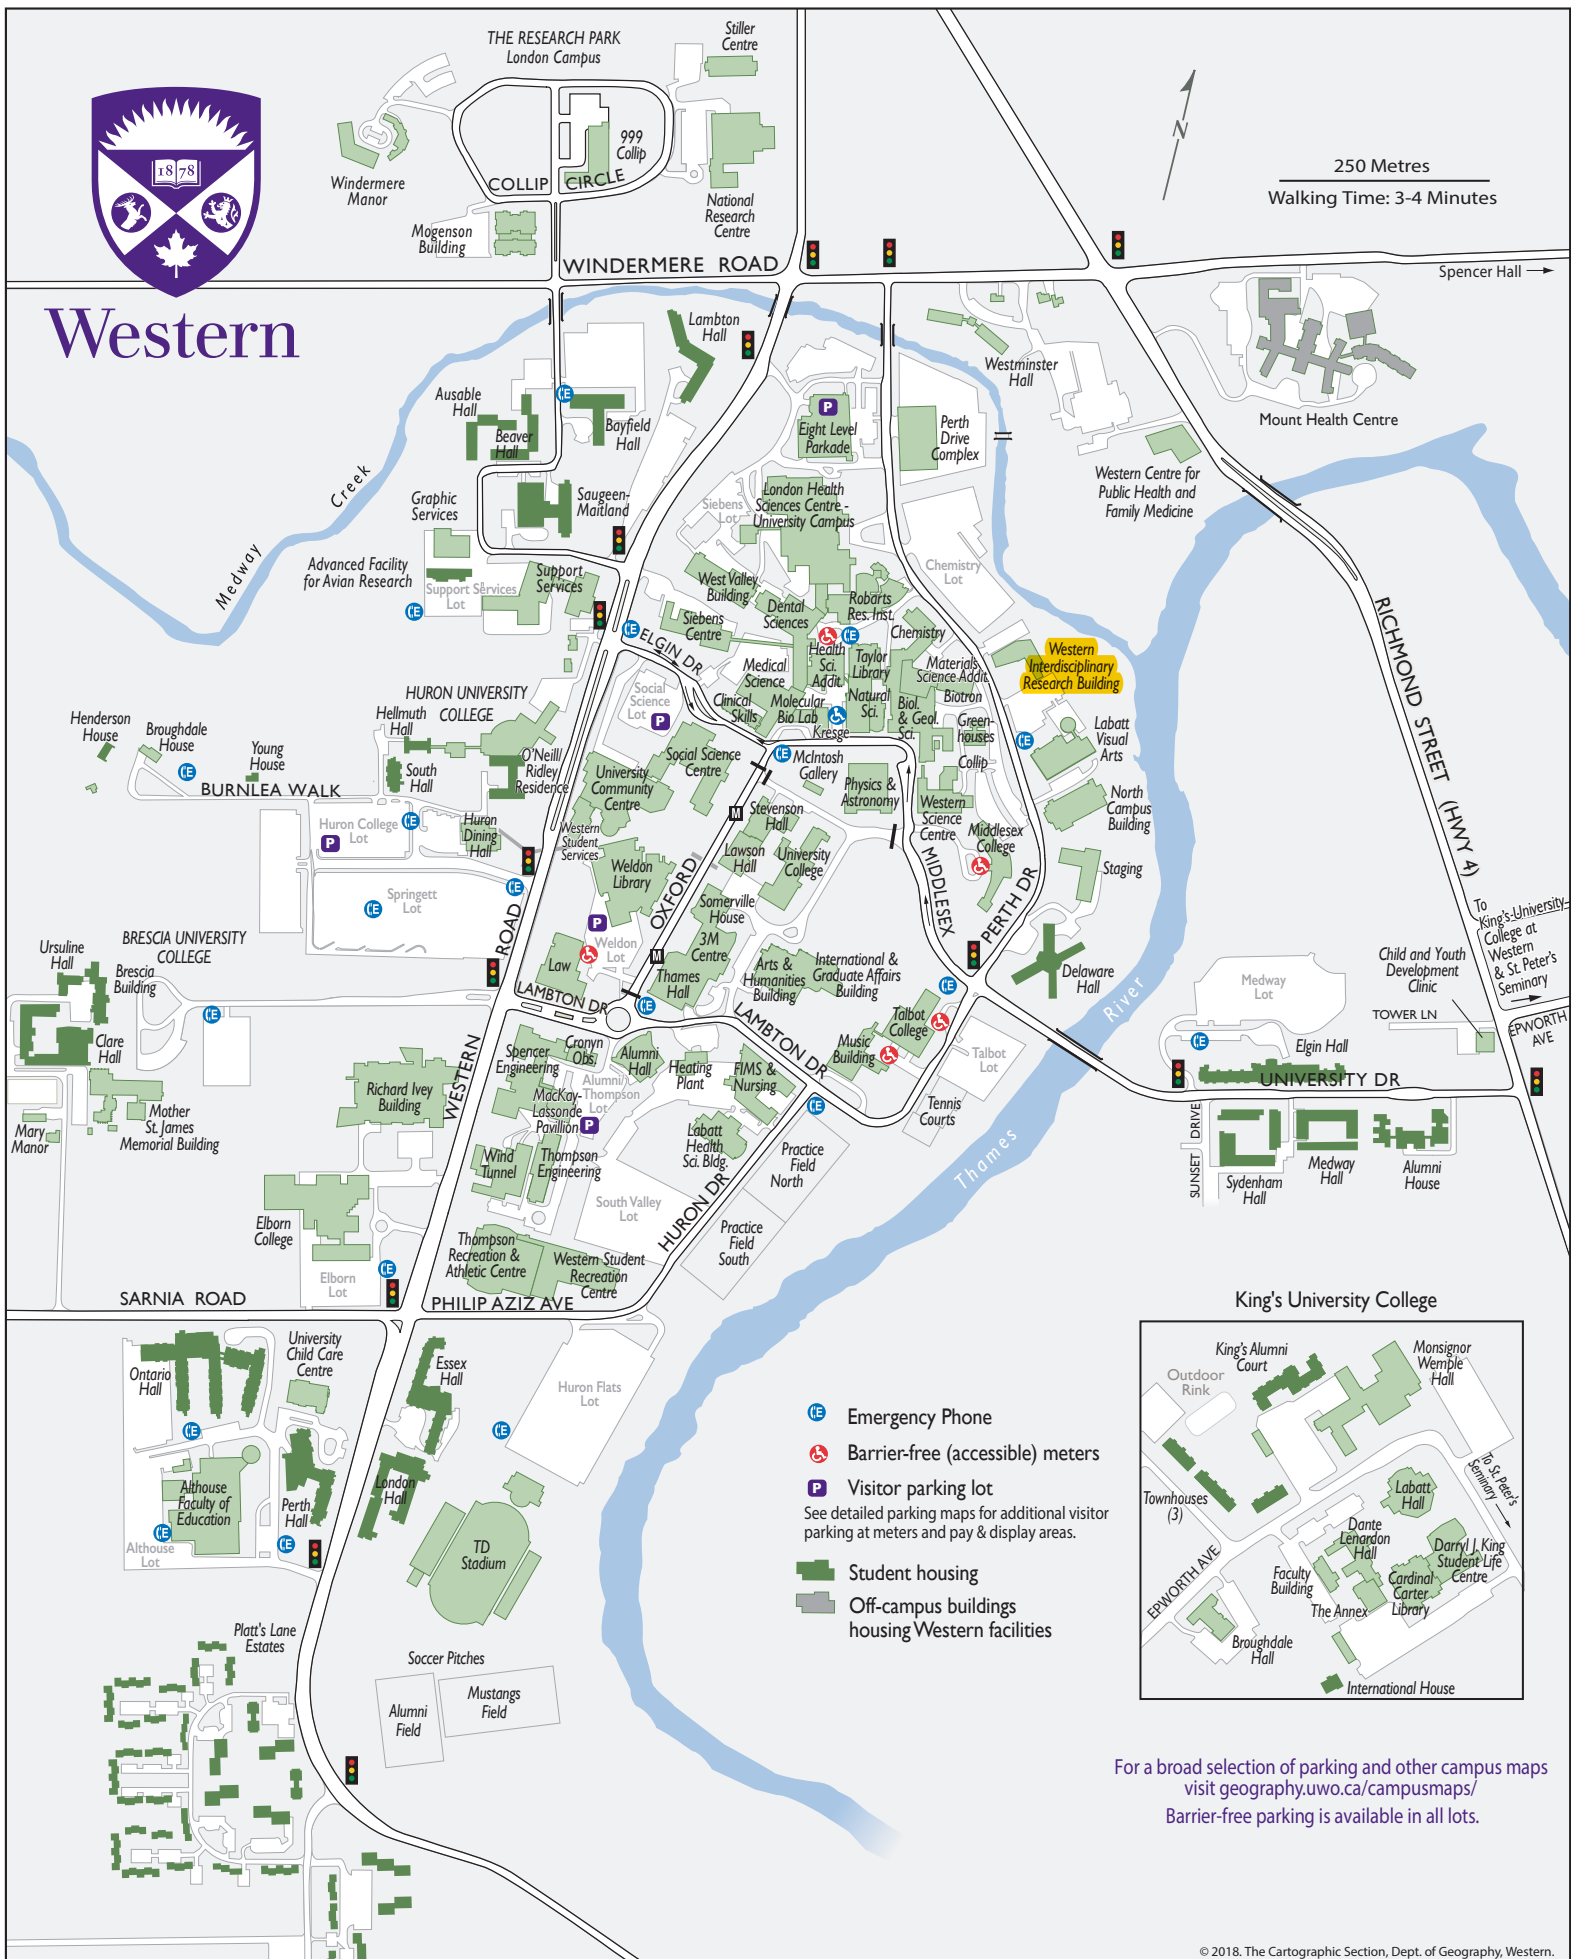 THE RESEARCH PARK
London Campus
Stiller
Centre
999
Collip
Windermere
Manor
COLLIP CIRCLE
National
Research
Centre
Mogenson
Building
18 78
Western
N
250 Metres
Walking Time: 3-4 Minutes
WINDERMERE ROAD
Spencer Hall
Lambton
Hall
Westminster
Hall
Mount Health Centre
Ausable
Hall
Beaver
Hall
Bayfield
Hall
P
Eight Level
Parkade
Perth
Drive
Complex
Western Centre for
Public Health and
Family Medicine
Medway Creek
Graphic
Services
Saugeen-
Maitland
Siebens
Lot
London Health
Sciences Centre -
University Campus
Chemistry
Lot
Advanced Facility
for Avian Research
Support Services
Lot
Support
Services
West Valley
Building
Dental
Sciences
Robarts
Res. Inst.
Siebens
Centre
Chemistry
ELGIN DR
Health
Sci.
Addit.
Taylor
Library
Materials
Science Addit.
Western
Interdisciplinary
Research Building
Medical
Science
Social
Science
Lot
P
Clinical
Skills
Molecular
Bio Lab
Kresge
Natural
Sci.
Biol.
& Geol.
Sci.
Biotron
Green-
houses
Collip
Labatt
Visual
Arts
RICHMOND STREET (HWY 4)
HURON UNIVERSITY
COLLEGE
Hellmuth
Hall
Henderson
House
Broughdale
House
Young
House
South
Hall
O'Neill/
Ridley
Residence
BURNLEA WALK
Huron College
Lot
P
Huron
Dining
Hall
University
Community
Centre
Social Science
Centre
McIntosh
Gallery
Physics &
Astronomy
Western
Science
Centre
North
Campus
Building
M
Stevenson
Hall
Western
Student
Services
Weldon
Library
Lawson
Hall
University
College
Middlesex
College
Staging
Springett
Lot
OXFORD
MIDDLESEX
PERTH DR
Somerville
House
P
Weldon
Lot
3M
Centre
M
Law
Thames
Hall
Arts &
Humanities
Building
International &
Graduate Affairs
Building
Delaware
Hall
BRESCIA UNIVERSITY
COLLEGE
Ursuline
Hall
Brescia
Building
Clare
Hall
Mother
St. James
Memorial Building
Mary
Manor
LAMBTON DR
LAMBTON DR
WESTERN ROAD
Talbot
College
Music
Building
Talbot
Lot
Tennis
Courts
Thames River
Medway
Lot
Child and Youth
Development
Clinic
To
King's University
College at
Western
& St. Peter's
Seminary
TOWER LN
EPWORTH
AVE
Elgin Hall
UNIVERSITY DR
SUNSET DRIVE
Sydenham
Hall
Medway
Hall
Alumni
House
Spencer
Engineering
Cronyn
Obs.
Alumni
Hall
Heating
Plant
FIMS &
Nursing
Richard Ivey
Building
MacKay-
Lassonde
Pavillion
Alumni/
Thompson
Lot
P
Wind
Tunnel
Thompson
Engineering
Labatt
Health
Sci. Bldg.
Practice
Field
North
South Valley
Lot
HURON DR
Practice
Field
South
Elborn
College
Elborn
Lot
Thompson
Recreation &
Athletic Centre
Western Student
Recreation
Centre
SARNIA ROAD
PHILIP AZIZ AVE
Ontario
Hall
University
Child Care
Centre
Essex
Hall
Huron Flats
Lot
Althouse
Faculty of
Education
Althouse
Lot
Perth
Hall
London
Hall
TD
Stadium
Platt's Lane
Estates
Soccer Pitches
Alumni
Field
Mustangs
Field
E Emergency Phone
Barrier-free (accessible) meters
P Visitor parking lot
See detailed parking maps for additional visitor
parking at meters and pay & display areas.
Student housing
Off-campus buildings
housing Western facilities
King's University College
King's Alumni
Court
Monsignor
Wemple
Hall
Outdoor
Rink
To St. Peter's
Seminary
Townhouses
(3)
Labatt
Hall
Dante
Lenardon
Hall
Darryl J. King
Student Life
Centre
Faculty
Building
Cardinal
Carter
Library
The Annex
EPWORTH AVE
Broughdale
Hall
International House
For a broad selection of parking and other campus maps
visit geography.uwo.ca/campusmaps/
Barrier-free parking is available in all lots.
© 2018. The Cartographic Section, Dept. of Geography, Western.